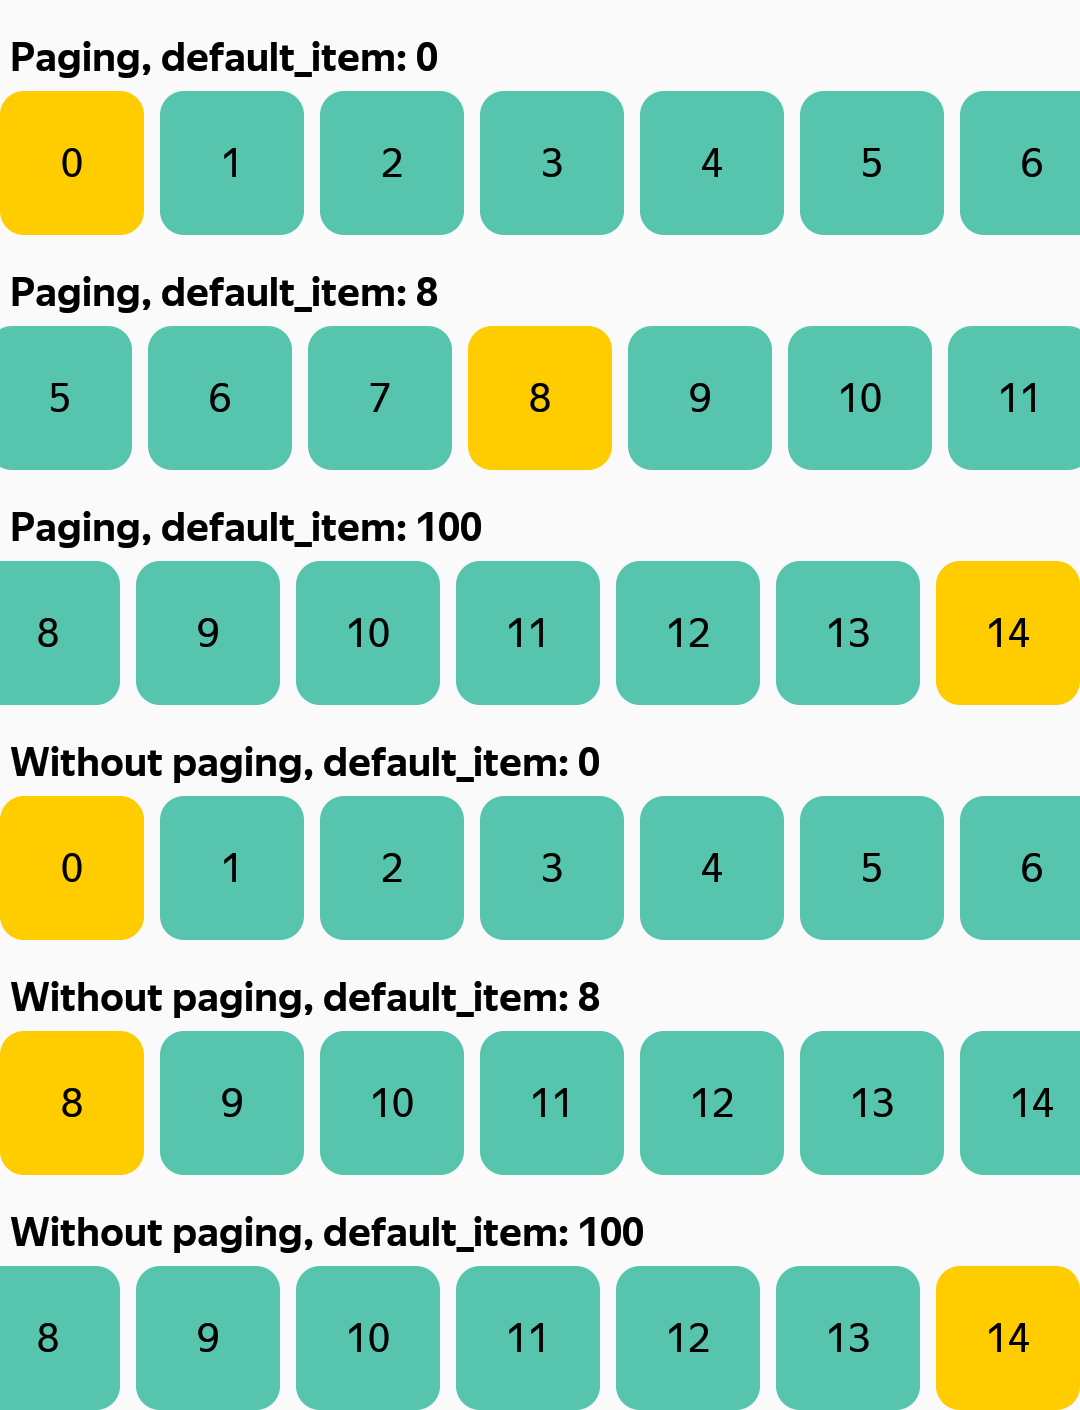 Paging, default_item: 0
0 1 2 3 4 5 6
Paging, default_item: 8
5 6 7 8 9 10 11
Paging, default_item: 100
8 9 10 11 12 13 14
Without paging, default_item: 0
0 1 2 3 4 5 6
Without paging, default_item: 8
8 9 10 11 12 13 14
Without paging, default_item: 100
8 9 10 11 12 13 14